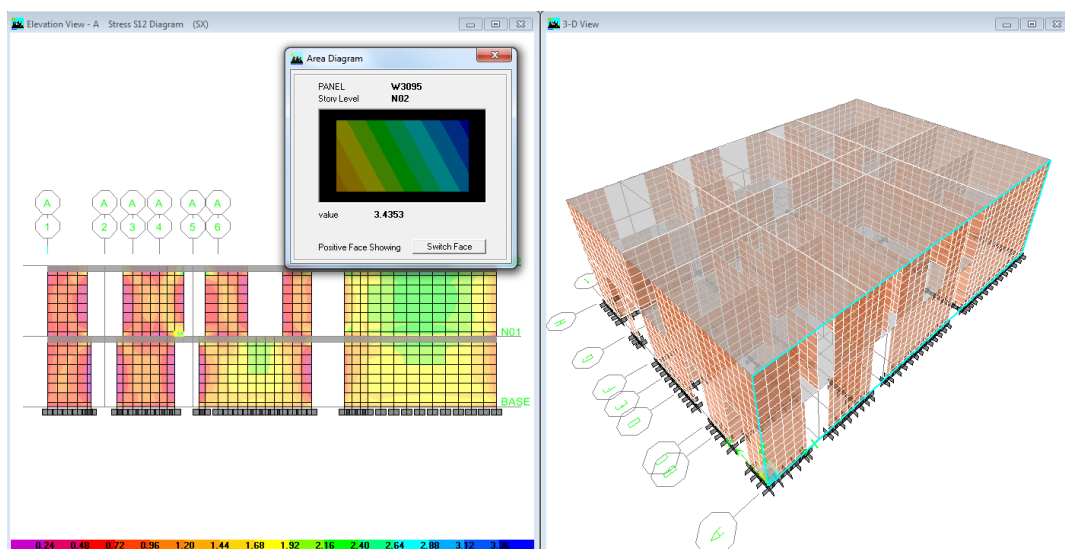 Elevation View - A Stress S12 Diagram (SX)
3-D View
Area Diagram
PANEL W3095
Story Level N02
value 3.4353
Positive Face Showing Switch Face
A A A A A A
1 2 3 4 5 6
N01
BASE
0.24 0.48 0.72 0.96 1.20 1.44 1.68 1.92 2.16 2.40 2.64 2.88 3.12 3.36
H
A